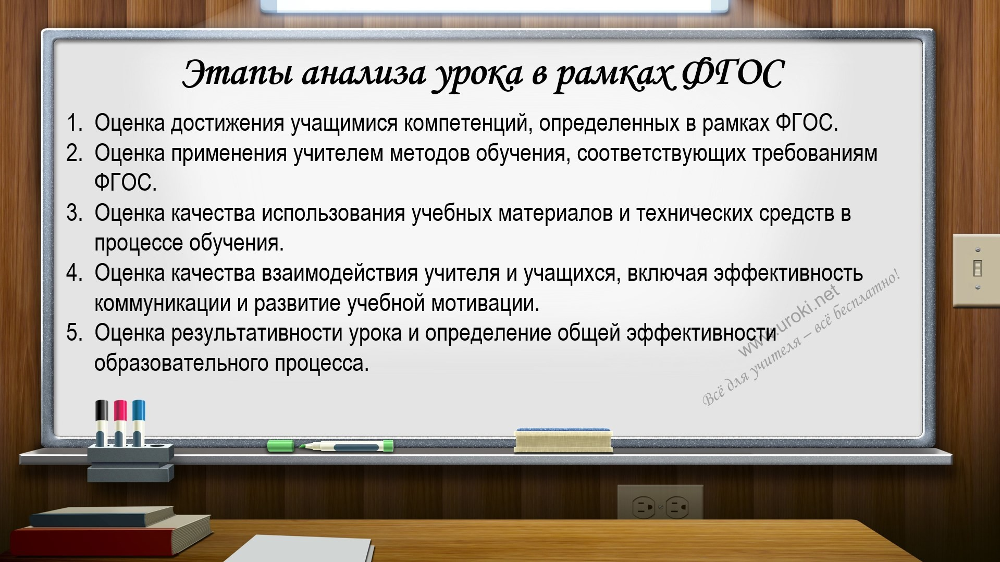 Этапы анализа урока в рамках ФГОС
1. Оценка достижения учащимися компетенций, определенных в рамках ФГОС.
2. Оценка применения учителем методов обучения, соответствующих требованиям
ФГОС.
3. Оценка качества использования учебных материалов и технических средств в
процессе обучения.
4. Оценка качества взаимодействия учителя и учащихся, включая эффективность
коммуникации и развитие учебной мотивации.
5. Оценка результативности урока и определение общей эффективности
образовательного процесса.
www.uroki.net
Всё для учителя – всё бесплатно!